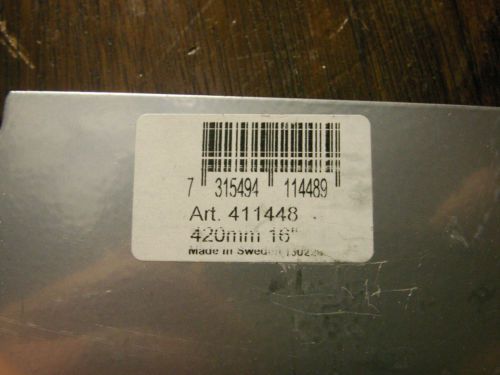 7 315494 114489
Art. 411448
420mm 16"
Made in Sweden